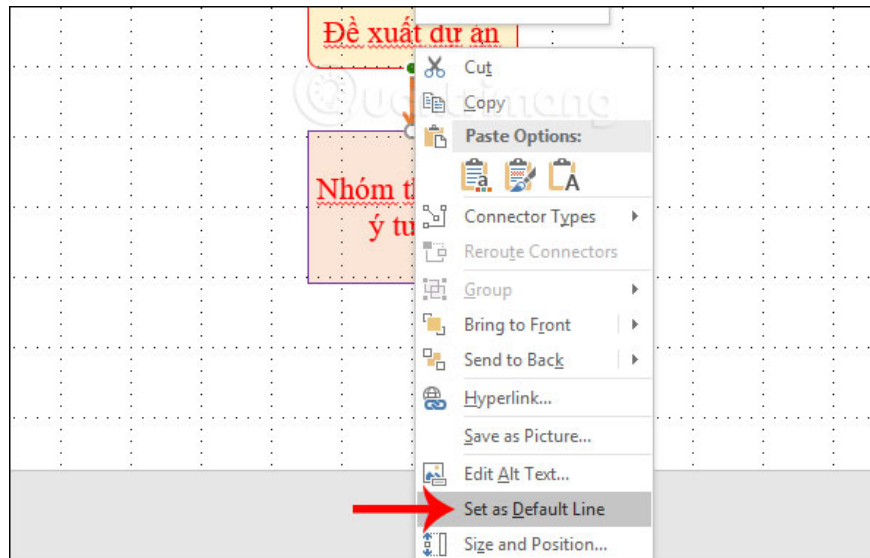 Đề xuất dự án
Quantrimang
Nhóm
ý
Cut
Copy
Paste Options:
Connector Types
Reroute Connectors
Group
Bring to Front
Send to Back
Hyperlink...
Save as Picture...
Edit Alt Text...
Set as Default Line
Size and Position...